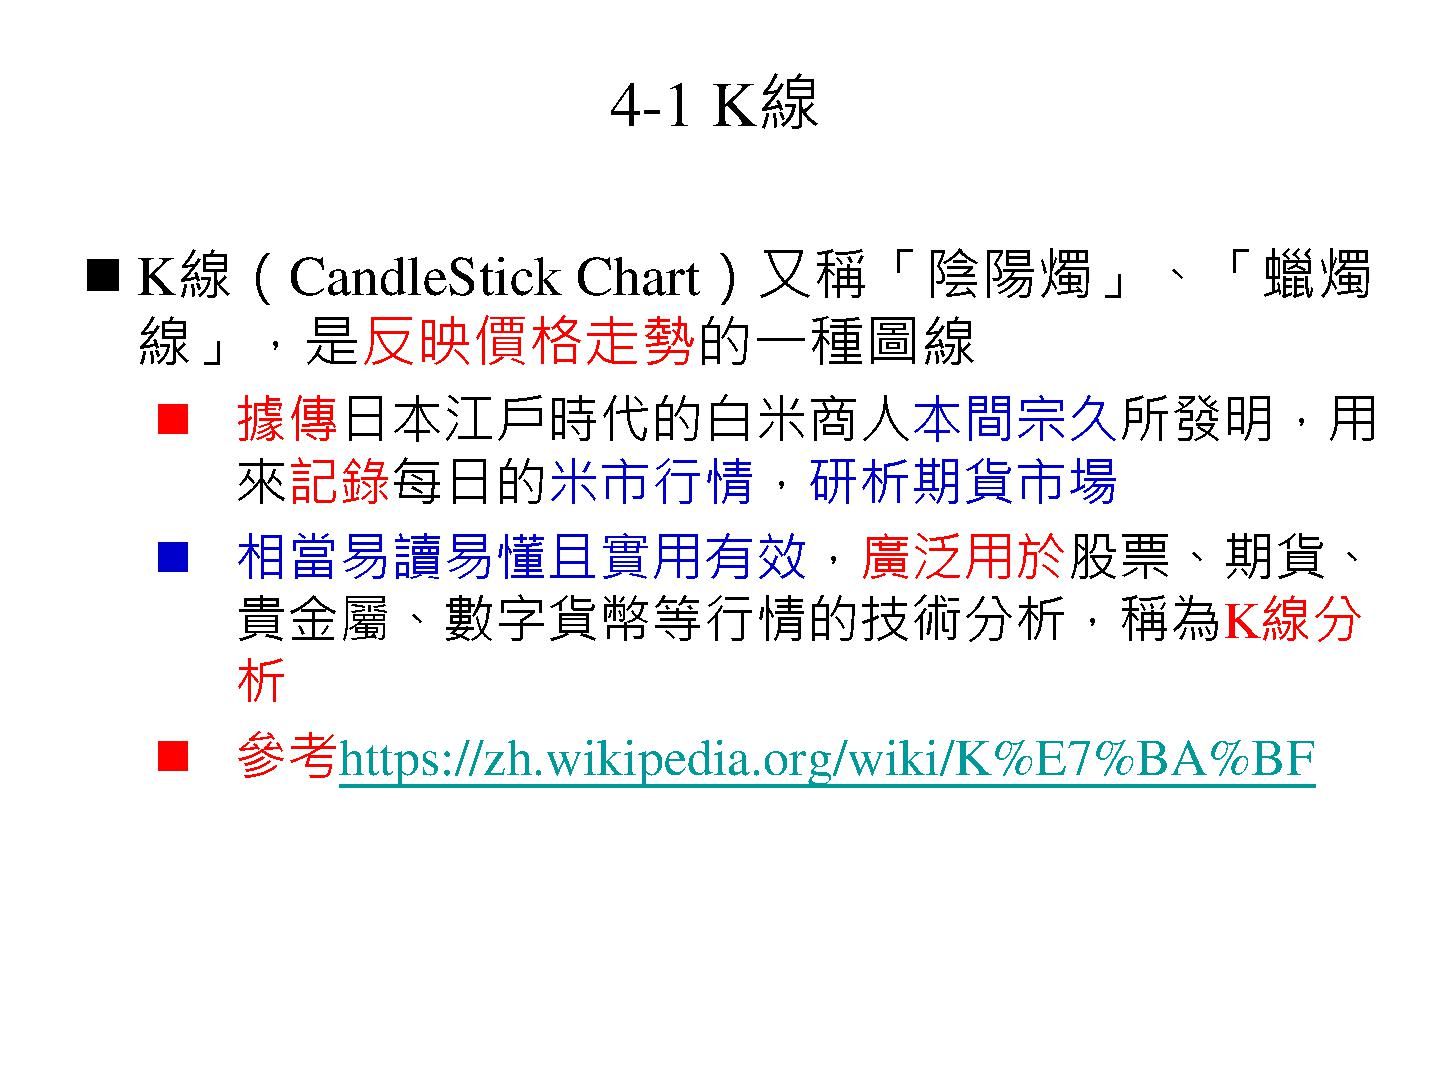 4-1 K線
K線（CandleStick Chart）又稱「陰陽燭」、「蠟燭
線」，是反映價格走勢的一種圖線
據傳日本江戶時代的白米商人本間宗久所發明，用
來記錄每日的米市行情，研析期貨市場
相當易讀易懂且實用有效，廣泛用於股票、期貨、
貴金屬、數字貨幣等行情的技術分析，稱為K線分
析
參考https://zh.wikipedia.org/wiki/K%E7%BA%BF